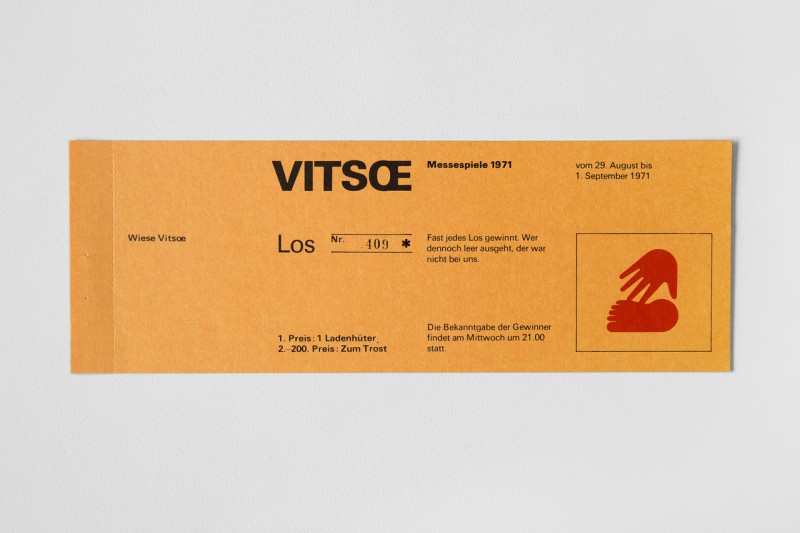 VITSŒ
Messespiele 1971
vom 29. August bis
1. September 1971
Wiese Vitsœ
Los
Nr. 409 *
Fast jedes Los gewinnt. Wer
dennoch leer ausgeht, der war
nicht bei uns.
1. Preis: 1 Ladenhüter.
2.–200. Preis: Zum Trost
Die Bekanntgabe der Gewinner
findet am Mittwoch um 21.00
statt.